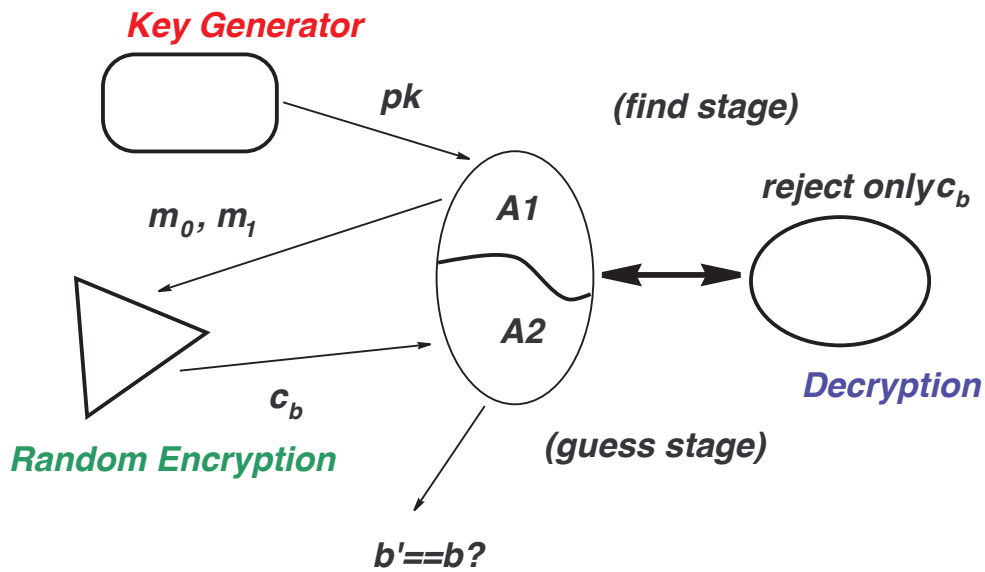 Key Generator
pk
(find stage)
reject only c_b
m_0, m_1
A1
A2
Decryption
c_b
(guess stage)
Random Encryption
b'==b?